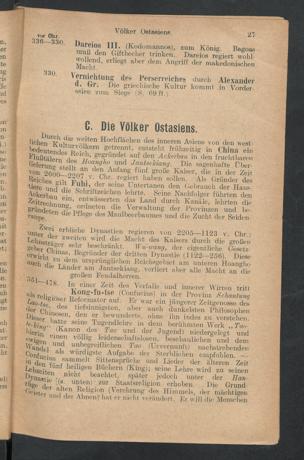 Völker Ostasiens. 27
vor Chr.
336—330. Dareios III. (Kodomannos), zum König. Bagoas
muß den Giftbecher trinken. Dareios regiert wohl-
wollend, erliegt aber dem Angriff der makedonischen
Macht.
330. Vernichtung des Perserreiches durch Alexander
d. Gr. Die griechische Kultur kommt in Vorder-
asien zum Siege (S. 69 ff.).
C. Die Völker Ostasiens.
Durch die weiten Hochflächen des inneren Asiens von den west-
lichen Kulturvölkern getrennt, entsteht frühzeitig in China ein
bedeutendes Reich, gegründet auf den Ackerbau in den fruchtbaren
Flußtälern des Hoangho und Jantsekiang. Die sagenhafte Über-
lieferung stellt an den Anfang fünf große Kaiser, die in der Zeit
von 2600—2207 v. Chr. regiert haben sollen. Als Gründer des
Reiches gilt Fuhi, der seine Untertanen den Gebrauch der Haus-
tiere und die Schriftzeichen lehrte. Seine Nachfolger führten den
Ackerbau ein, entwässerten das Land durch Kanäle, lehrten die
Zeitrechnung, ordneten die Verwaltung der Provinzen und be-
gründeten die Pflege des Maulbeerbaumes und die Zucht der Seiden-
raupe.
Zwei erbliche Dynastien regieren von 2205—1123 v. Chr.;
unter der zweiten wird die Macht des Kaisers durch die großen
Lehnsträger sehr beschränkt. der eigentliche Gesetz-
geber Chinas, Begründer der dritten Dynastie (1122—256). Diese
erwirbt zu dem ursprünglichen Reichsgebiet am unteren Hoangho
auch die Länder am Jantsekiang, verliert aber alle Macht an die
großen Feudalherren.
551—478. In einer Zeit des Verfalls und innerer Wirren tritt
Kong-fu-tse (Confucius) in der Provinz Schantung
als religiöser Reformator auf. Er war ein jüngerer Zeitgenosse des
Lao-tse, des tiefsinnigsten, aber auch dunkelsten Philosophen
der Chinesen, den er bewunderte, ohne ihn indes zu verstehen.
Dieser hatte seine Tugendlehre in dem berühmten Werk „Tao-
te-king“ (Kanon des Tao und der Jugend) niedergelegt und
hierin einen völlig leidenschaftslosen, beschaulichen und dem
ewigen und unbegreiflichen Tao (Urvernunft) nachstrebenden
Wandel als würdigste Aufgabe des Sterblichen empfohlen. —
Confucius sammelt Sittensprüche und Lieder der älteren Zeit
in den fünf heiligen Büchern (King); seine Lehre wird zu seinen
Lebzeiten nicht beachtet, später jedoch unter der Han-
Dynastie (s. unten) zur Staatsreligion erhoben. Die Grund-
züge der alten Religion (Verehrung des Himmels, der mächtigen
Geister und der Ahnen) hat er nicht verändert. Er will die Menschen